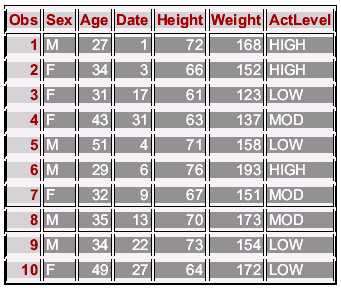 Obs Sex Age Date Height Weight ActLevel
1 M 27 1 72 168 HIGH
2 F 34 3 66 152 HIGH
3 F 31 17 61 123 LOW
4 F 43 31 63 137 MOD
5 M 51 4 71 158 LOW
6 M 29 6 76 193 HIGH
7 F 32 9 67 151 MOD
8 M 35 13 70 173 MOD
9 M 34 22 73 154 LOW
10 F 49 27 64 172 LOW